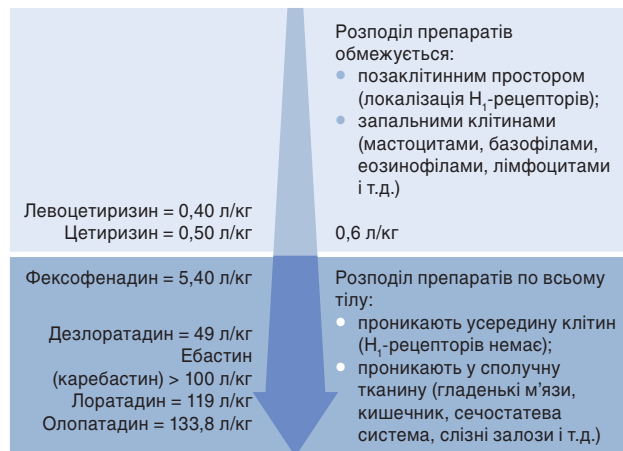 Розподіл препаратів
обмежується:
• позаклітинним простором
(локалізація H₁-рецепторів);
• запальними клітинами
(мастоцитами, базофілами,
еозинофілами, лімфоцитами
і т.д.)
Левоцетиризин = 0,40 л/кг
Цетиризин = 0,50 л/кг
0,6 л/кг
Фексофенадин = 5,40 л/кг
Дезлоратадин = 49 л/кг
Ебастин
(каребастин) > 100 л/кг
Лоратадин = 119 л/кг
Олопатадин = 133,8 л/кг
Розподіл препаратів по всьому
тілу:
• проникають усередину клітин
(H₁-рецепторів немає);
• проникають у сполучну
тканину (гладенькі м’язи,
кишечник, сечостатева
система, слізні залози і т.д.)